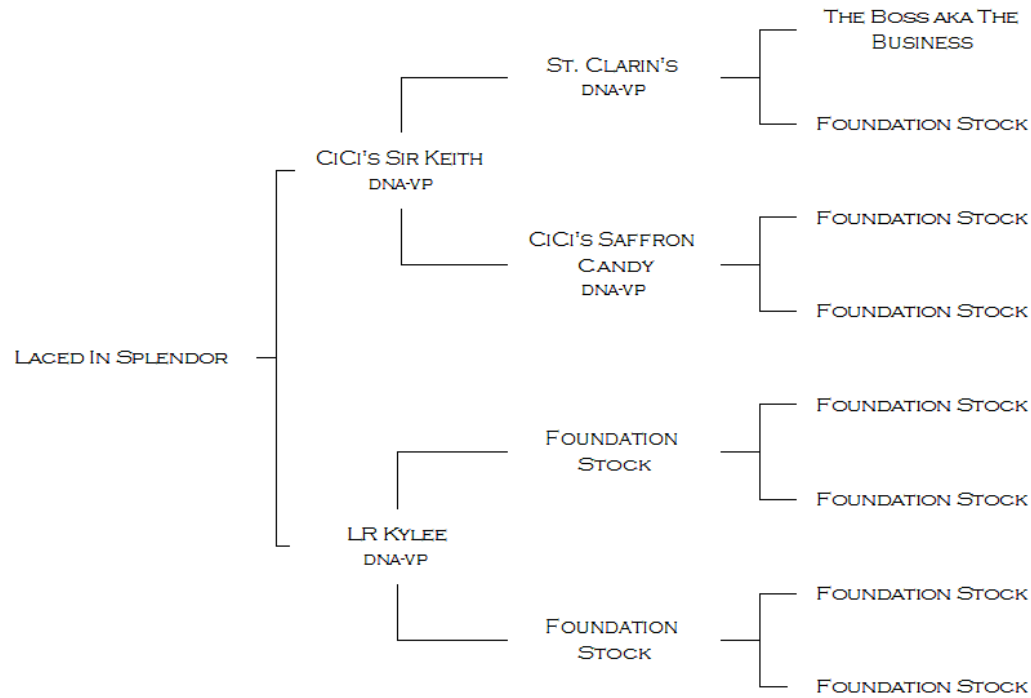 The Boss aka The
Business
St. Clarin's
DNA-VP
Foundation Stock
CiCi's Sir Keith
DNA-VP
Foundation Stock
CiCi's Saffron
Candy
DNA-VP
Foundation Stock
Laced In Splendor
Foundation Stock
Foundation
Stock
Foundation Stock
LR Kylee
DNA-VP
Foundation Stock
Foundation
Stock
Foundation Stock